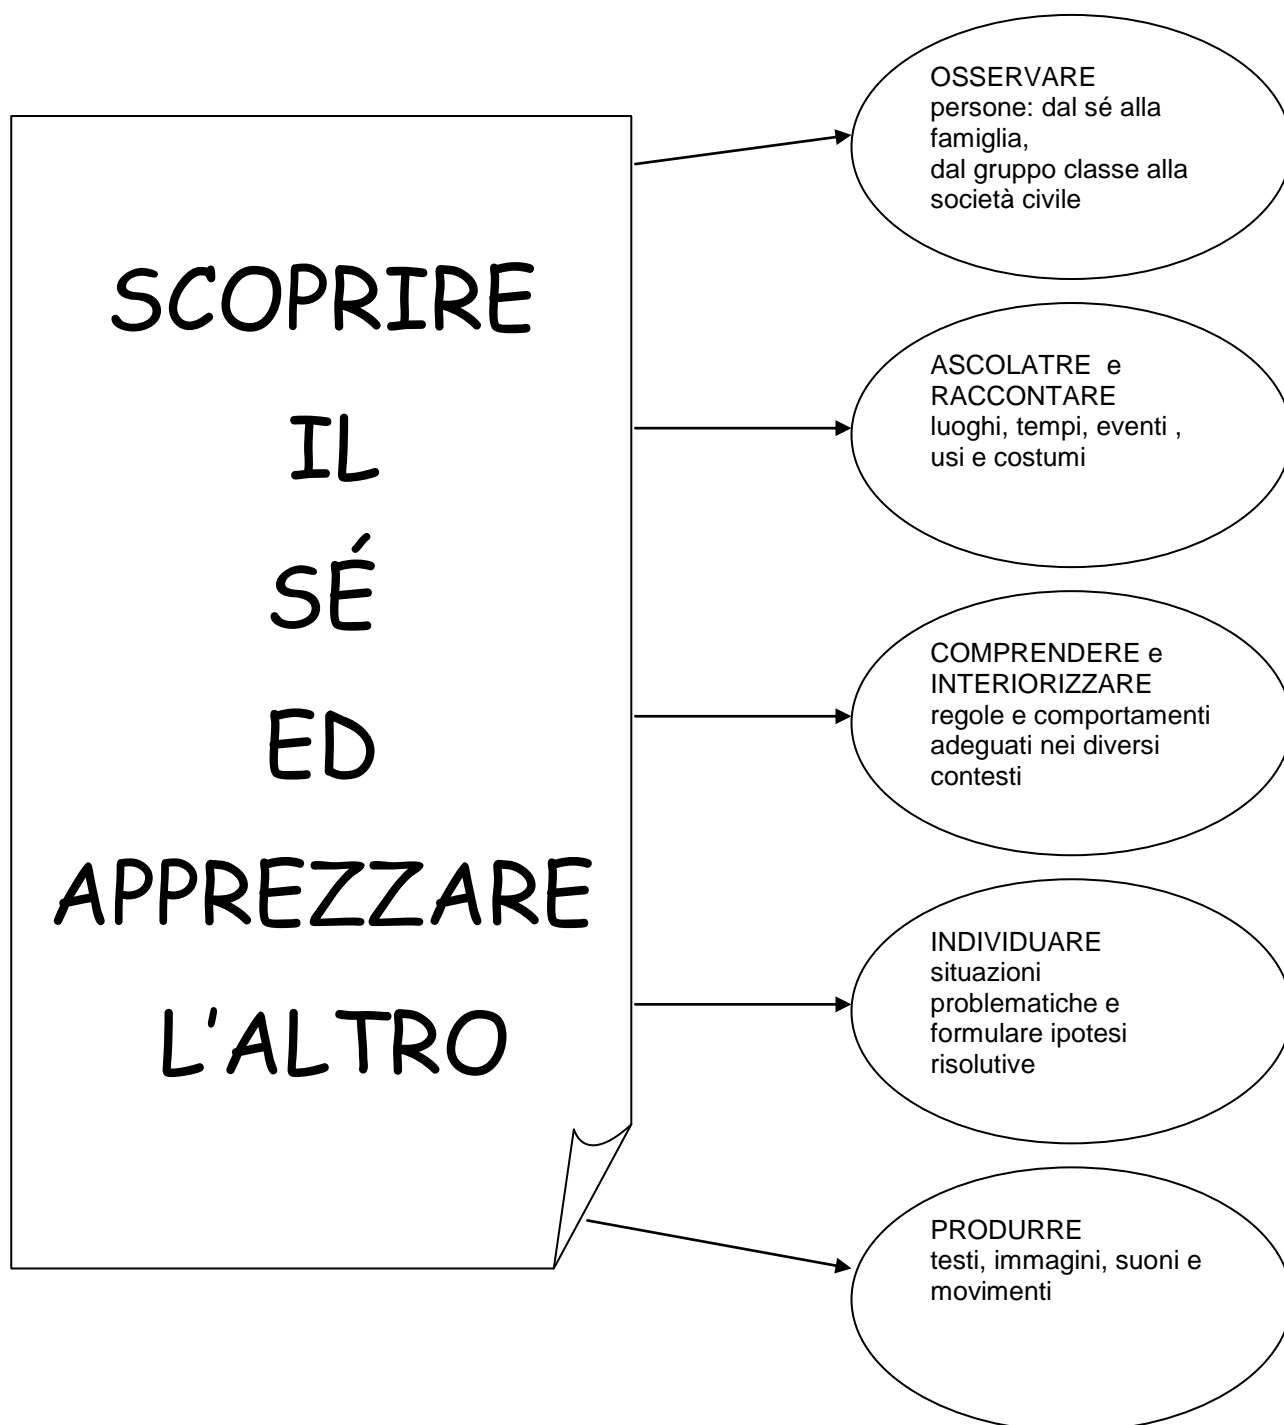 SCOPRIRE
IL
SÉ
ED
APPREZZARE
L'ALTRO
OSSERVARE
persone: dal sé alla
famiglia,
dal gruppo classe alla
società civile
ASCOLATRE  e
RACCONTARE
luoghi, tempi, eventi ,
usi e costumi
COMPRENDERE e
INTERIORIZZARE
regole e comportamenti
adeguati nei diversi
contesti
INDIVIDUARE
situazioni
problematiche e
formulare ipotesi
risolutive
PRODURRE
testi, immagini, suoni e
movimenti